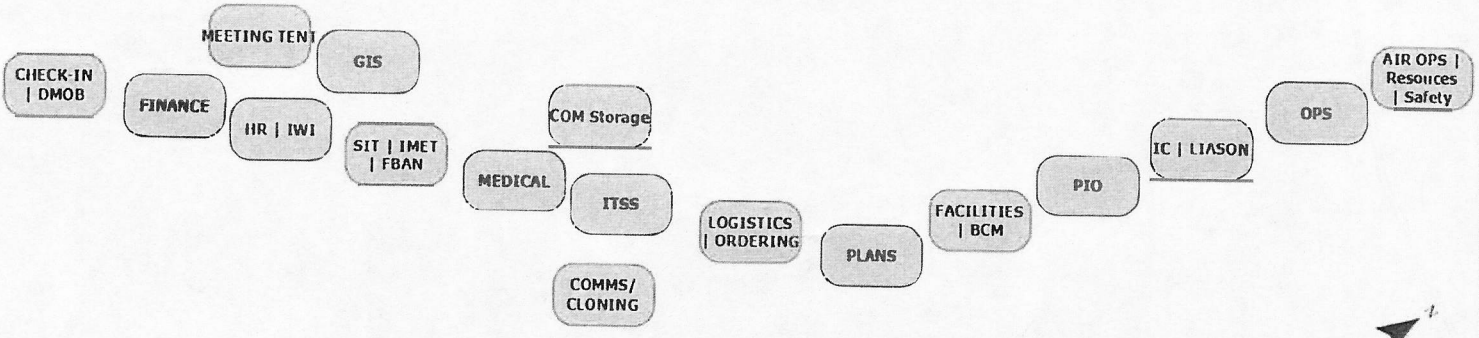 MEETING TENT
GIS
CHECK-IN
| DMOB
FINANCE
HR | IWI
SIT | IMET
| FBAN
COM Storage
MEDICAL
ITSS
COMMS/
CLONING
LOGISTICS
| ORDERING
PLANS
FACILITIES
| BCM
PIO
IC | LIASON
OPS
AIR OPS |
Resources
| Safety
z